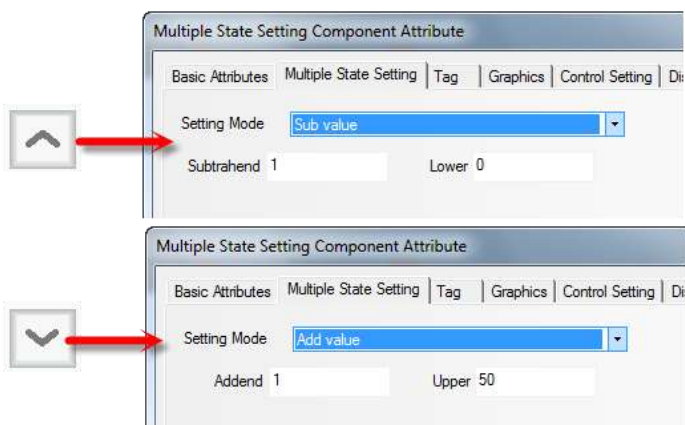 Multiple State Setting Component Attribute
Basic Attributes Multiple State Setting Tag Graphics Control Setting
Setting Mode Sub value
Subtrahend 1 Lower 0
Multiple State Setting Component Attribute
Basic Attributes Multiple State Setting Tag Graphics Control Setting
Setting Mode Add value
Addend 1 Upper 50